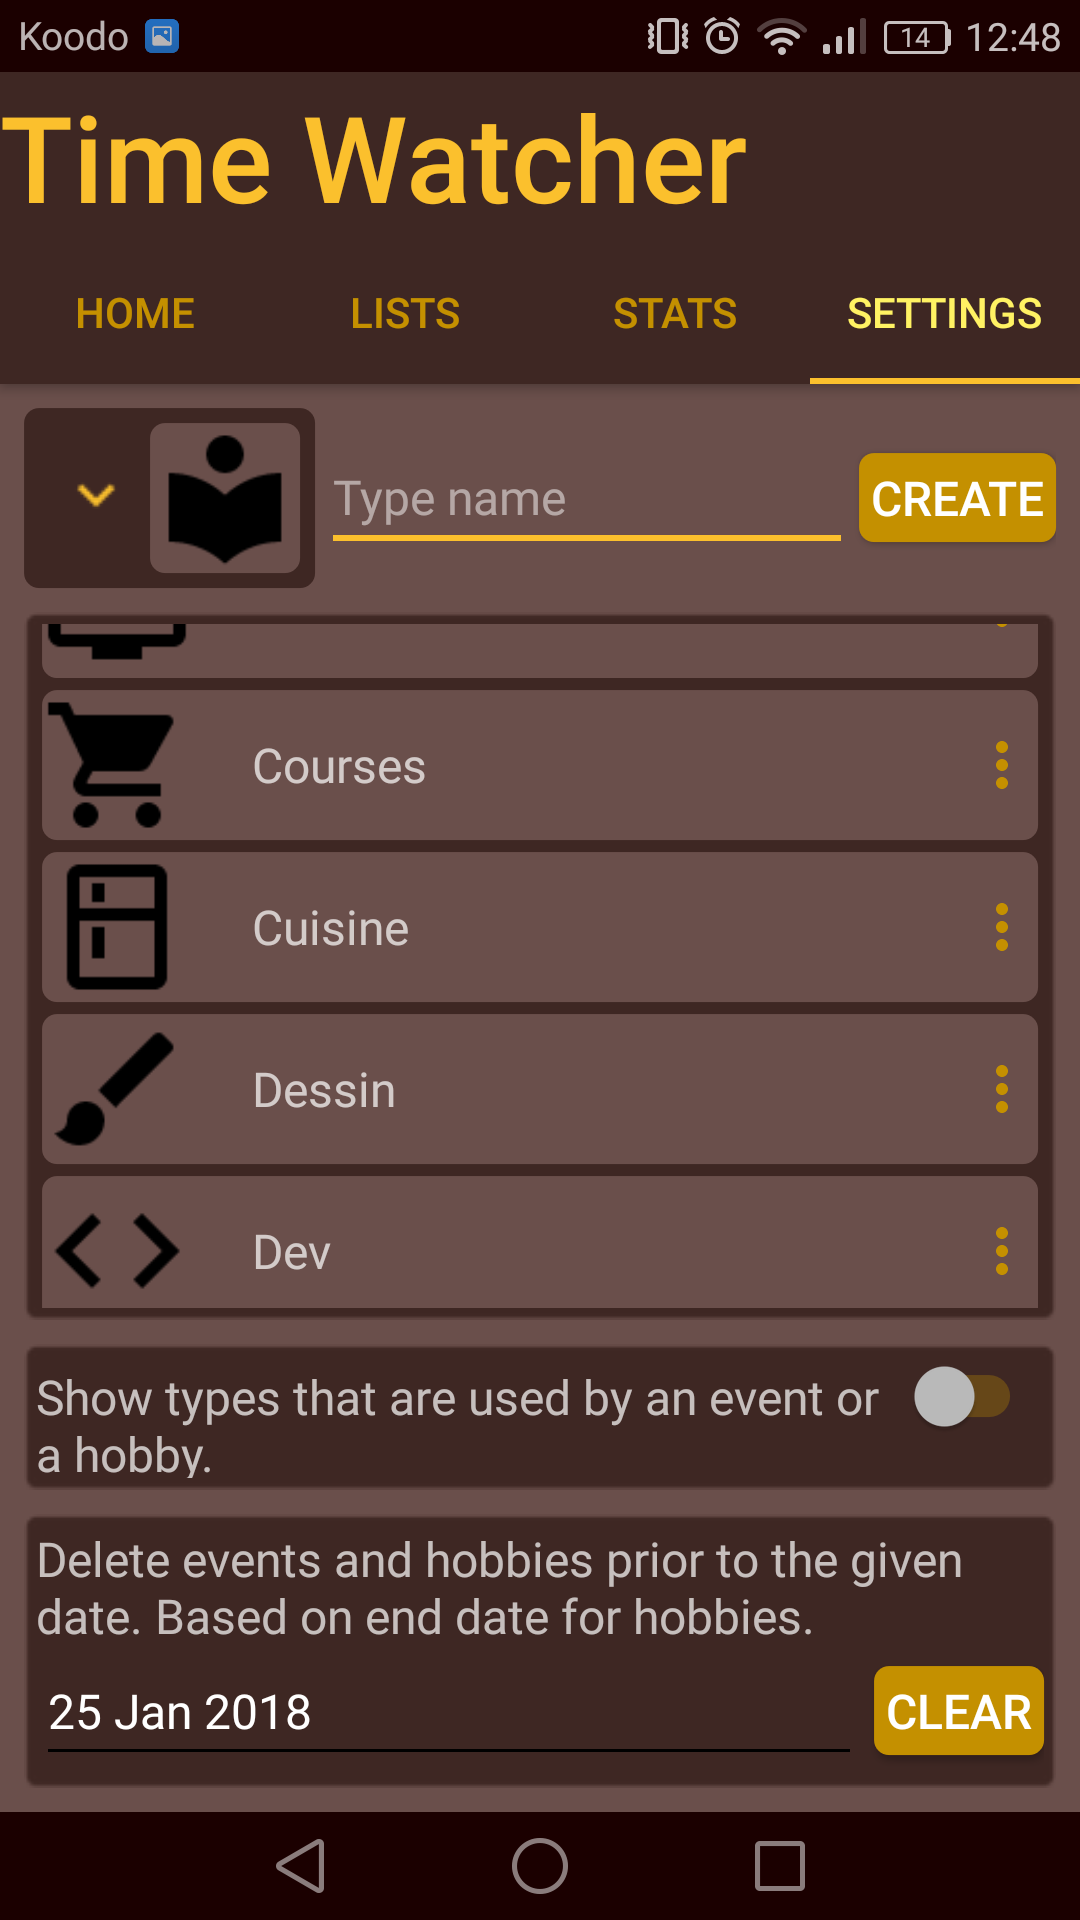 Koodo 14 12:48
Time Watcher
HOME LISTS STATS SETTINGS
Type name CREATE
Courses
Cuisine
Dessin
Dev
Show types that are used by an event or
a hobby.
Delete events and hobbies prior to the given
date. Based on end date for hobbies.
25 Jan 2018 CLEAR